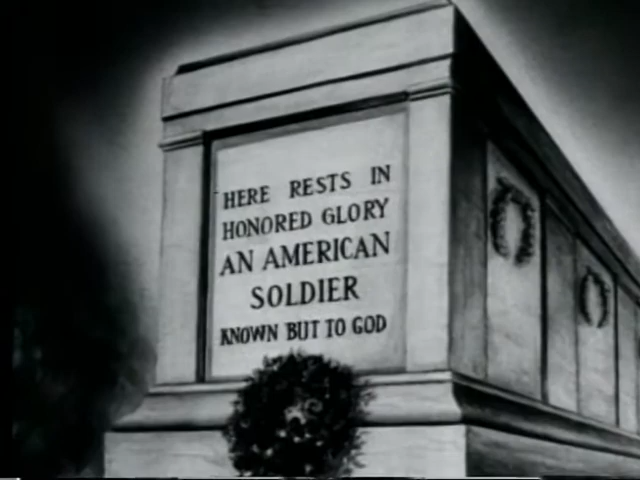 HERE RESTS IN
HONORED GLORY
AN AMERICAN
SOLDIER
KNOWN BUT TO GOD